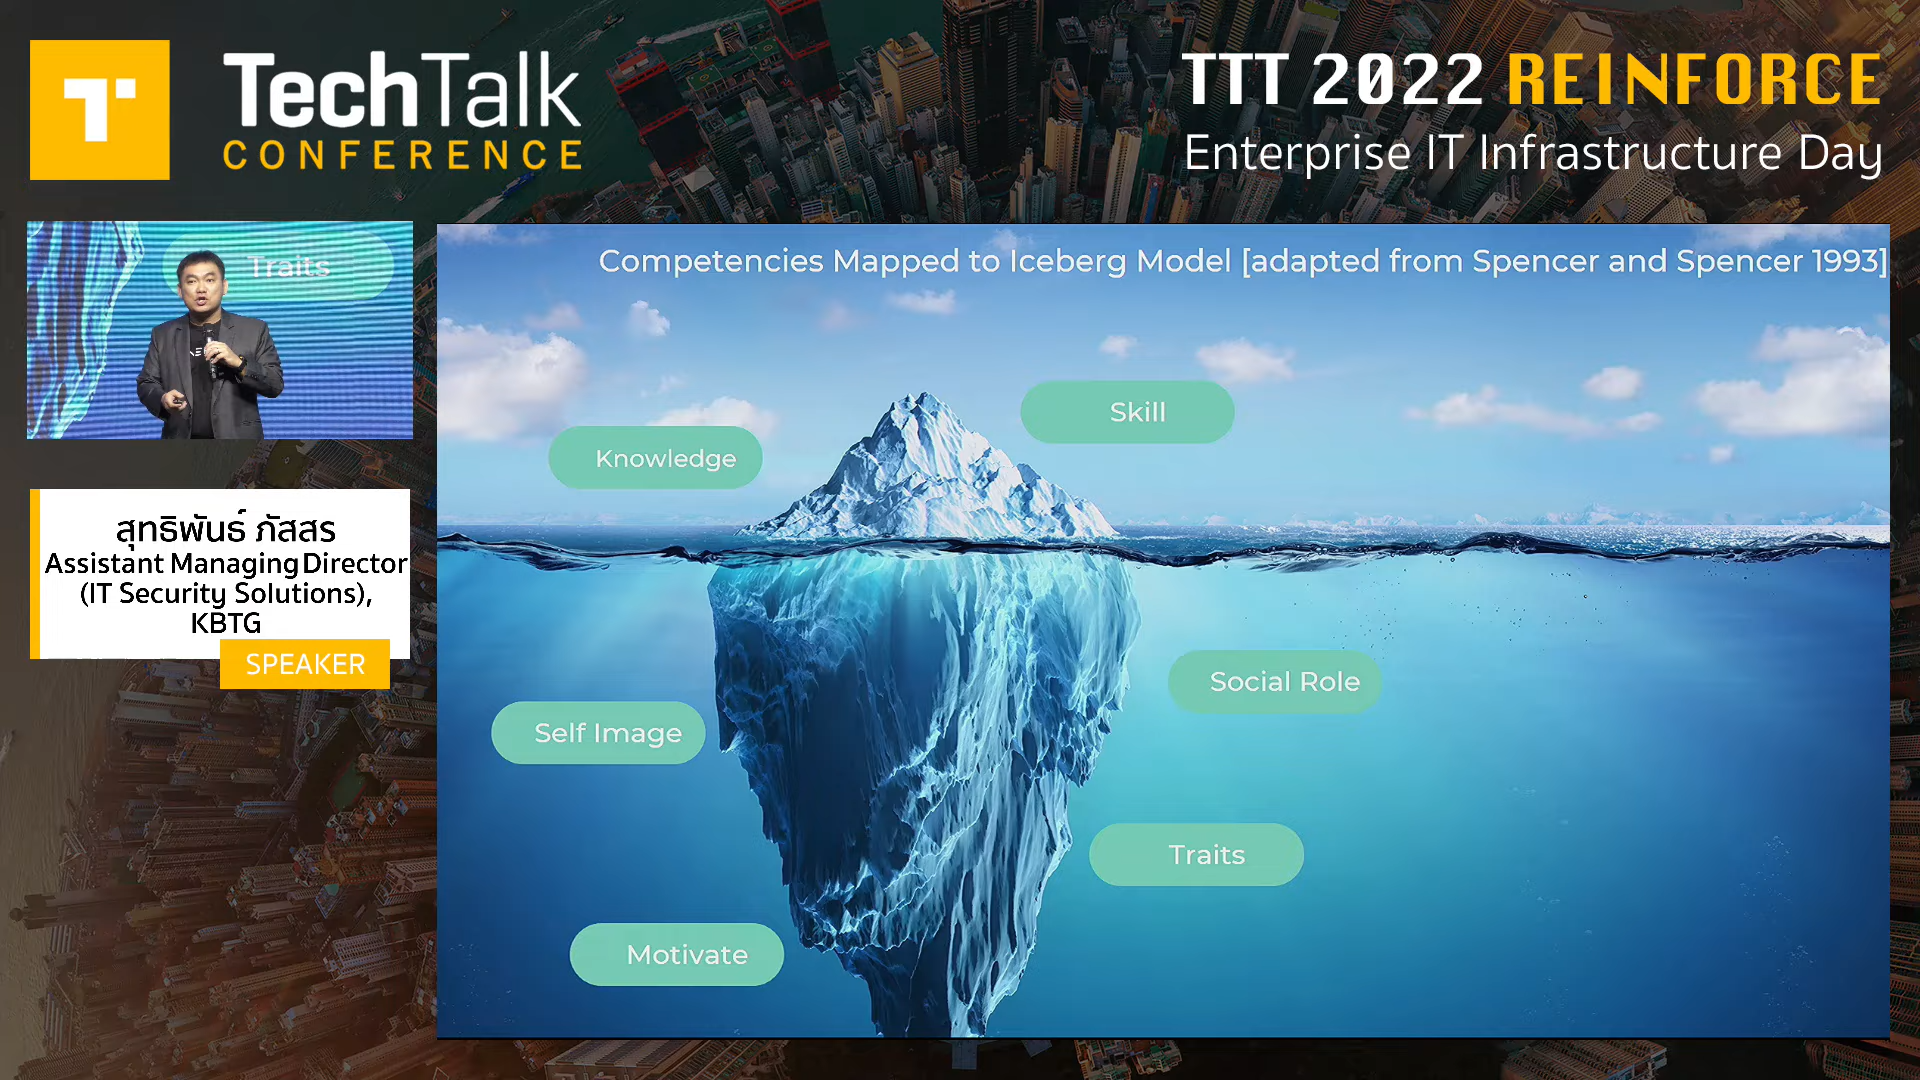 TechTalk
CONFERENCE
TTT 2022 REINFORCE
Enterprise IT Infrastructure Day
Traits
สุทธิพันธ์ ภัสสร
Assistant Managing Director
(IT Security Solutions),
KBTG
SPEAKER
Competencies Mapped to Iceberg Model [adapted from Spencer and Spencer 1993]
Skill
Knowledge
Social Role
Self Image
Traits
Motivate